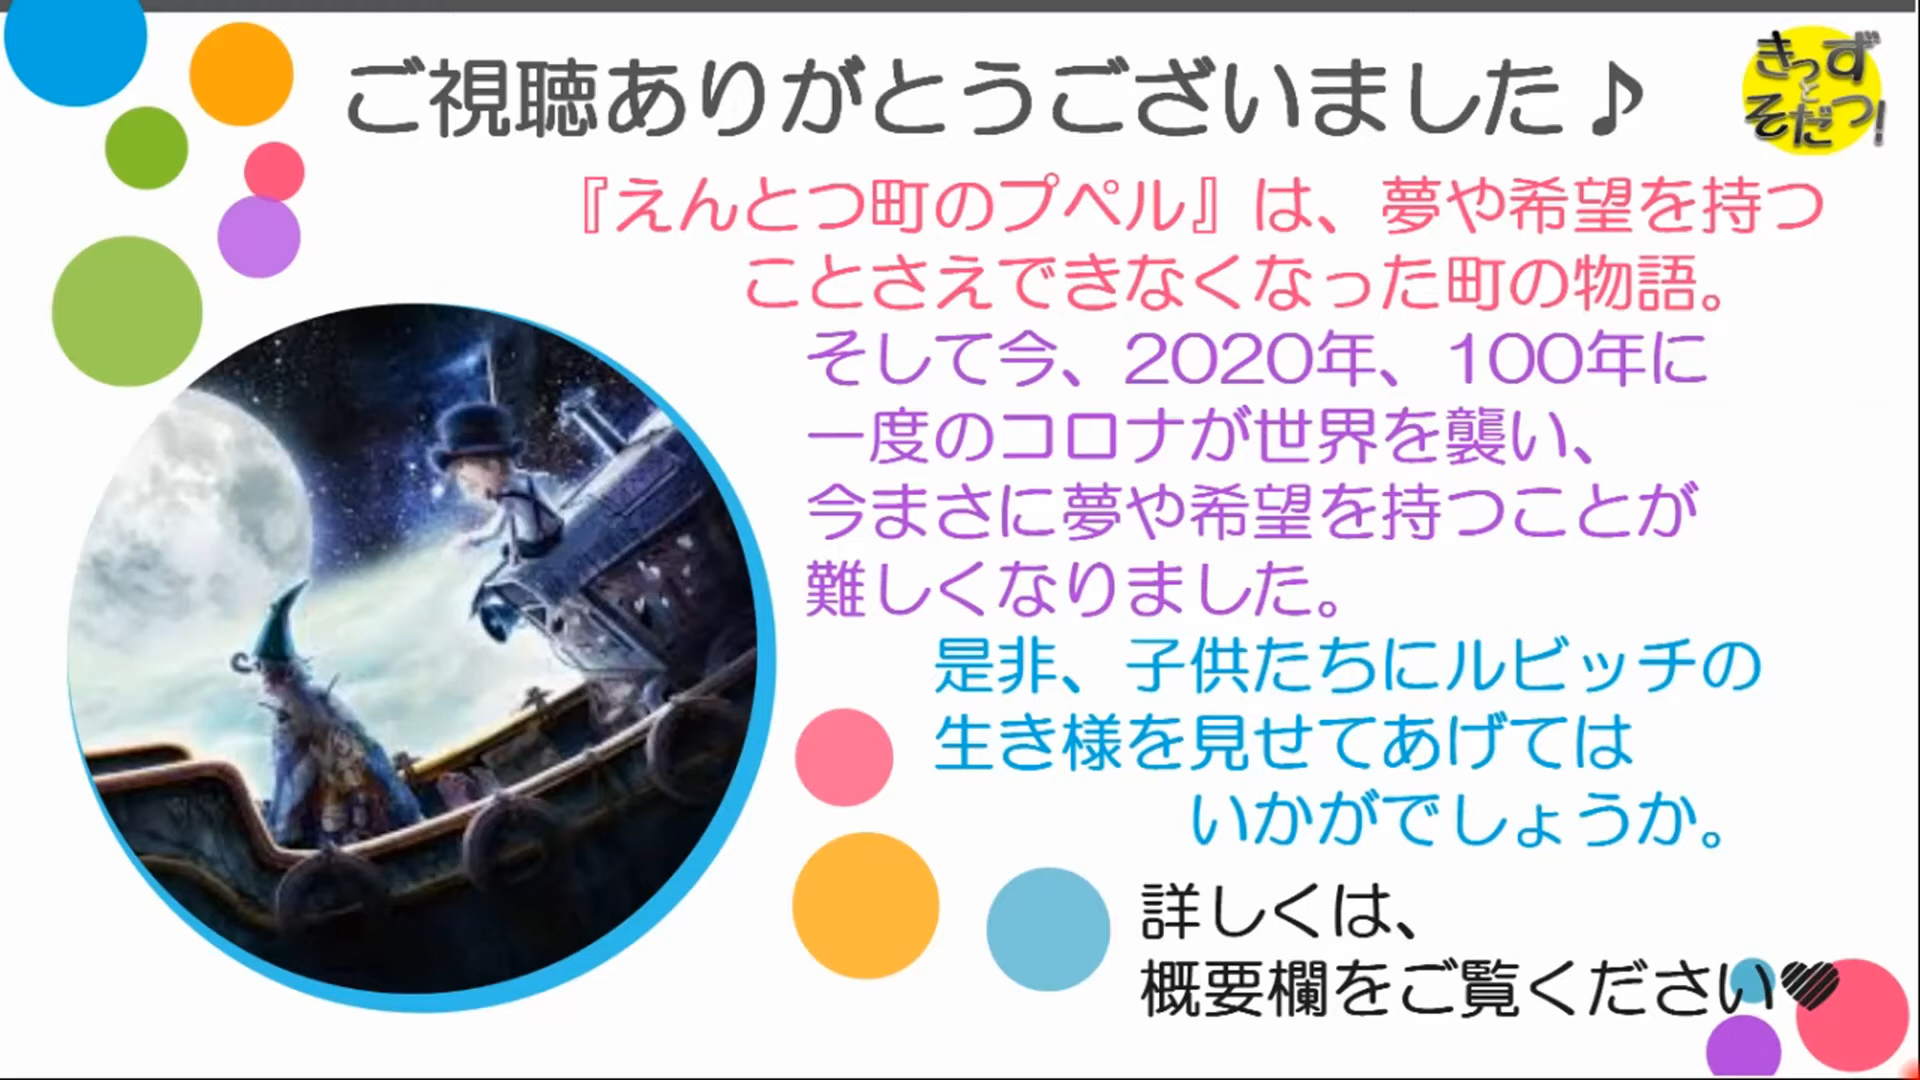 ご視聴ありがとうございました♪
きっず
と
そだつ!
『えんとつ町のプペル』は、夢や希望を持つ
ことさえできなくなった町の物語。
そして今、2020年、100年に
一度のコロナが世界を襲い、
今まさに夢や希望を持つことが
難しくなりました。
是非、子供たちにルビッチの
生き様を見せてあげては
いかがでしょうか。
詳しくは、
概要欄をご覧ください♥